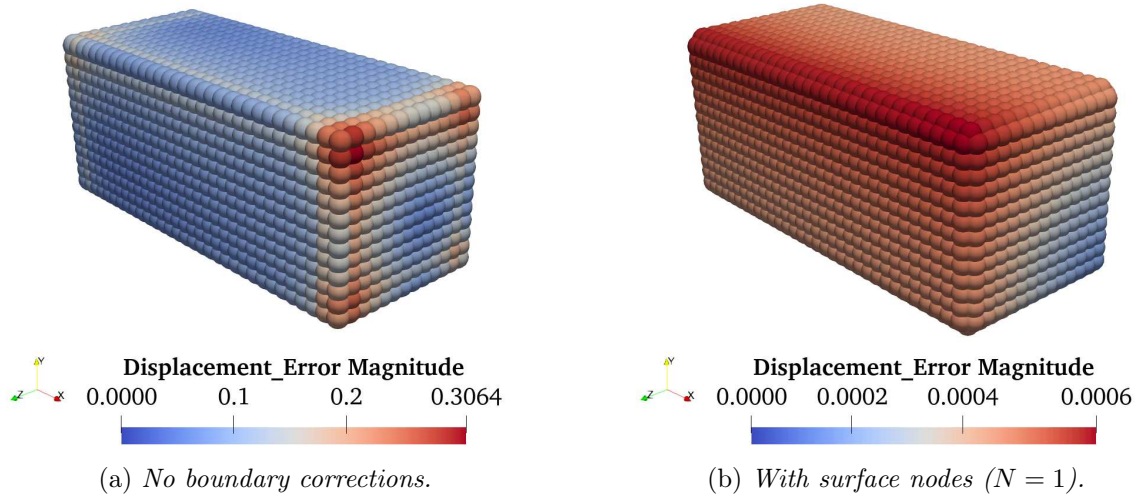 Displacement_Error Magnitude
0.0000 0.1 0.2 0.3064
Y
Z
X
(a) No boundary corrections.
Displacement_Error Magnitude
0.0000 0.0002 0.0004 0.0006
Y
Z
X
(b) With surface nodes (N = 1).